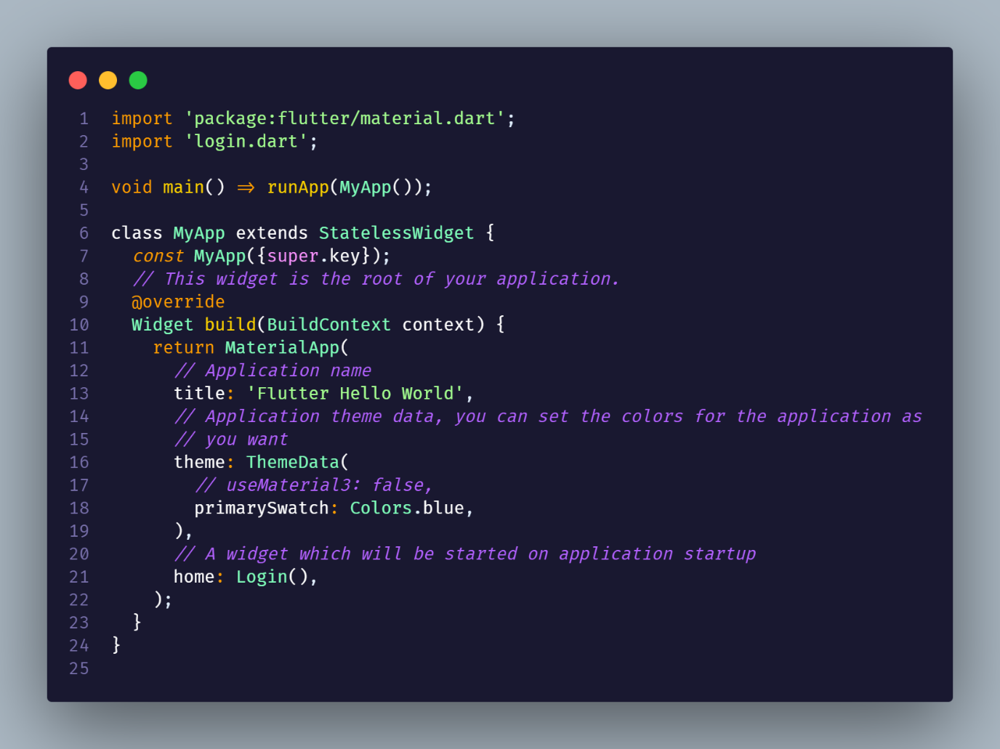 1 import 'package:flutter/material.dart';
2 import 'login.dart';
3
4 void main() => runApp(MyApp());
5
6 class MyApp extends StatelessWidget {
7   const MyApp({super.key});
8   // This widget is the root of your application.
9   @override
10   Widget build(BuildContext context) {
11     return MaterialApp(
12       // Application name
13       title: 'Flutter Hello World',
14       // Application theme data, you can set the colors for the application as
15       // you want
16       theme: ThemeData(
17         // useMaterial3: false,
18         primarySwatch: Colors.blue,
19       ),
20       // A widget which will be started on application startup
21       home: Login(),
22     );
23   }
24 }
25